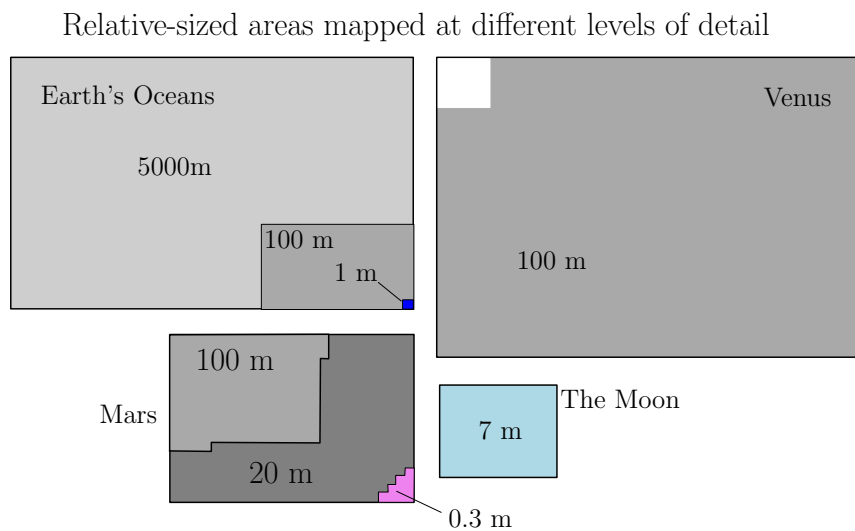 Relative-sized areas mapped at different levels of detail
Earth's Oceans
5000m
100 m
1 m
Venus
100 m
100 m
Mars
20 m
0.3 m
The Moon
7 m